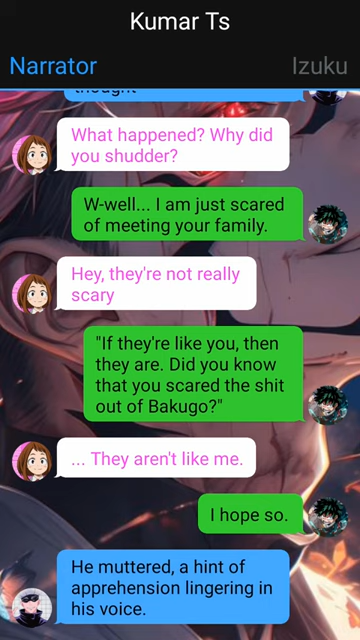 Kumar Ts
Narrator
Izuku
thought
What happened? Why did
you shudder?
W-well... I am just scared
of meeting your family.
Hey, they're not really
scary
"If they're like you, then
they are. Did you know
that you scared the shit
out of Bakugo?"
... They aren't like me.
I hope so.
He muttered, a hint of
apprehension lingering in
his voice.